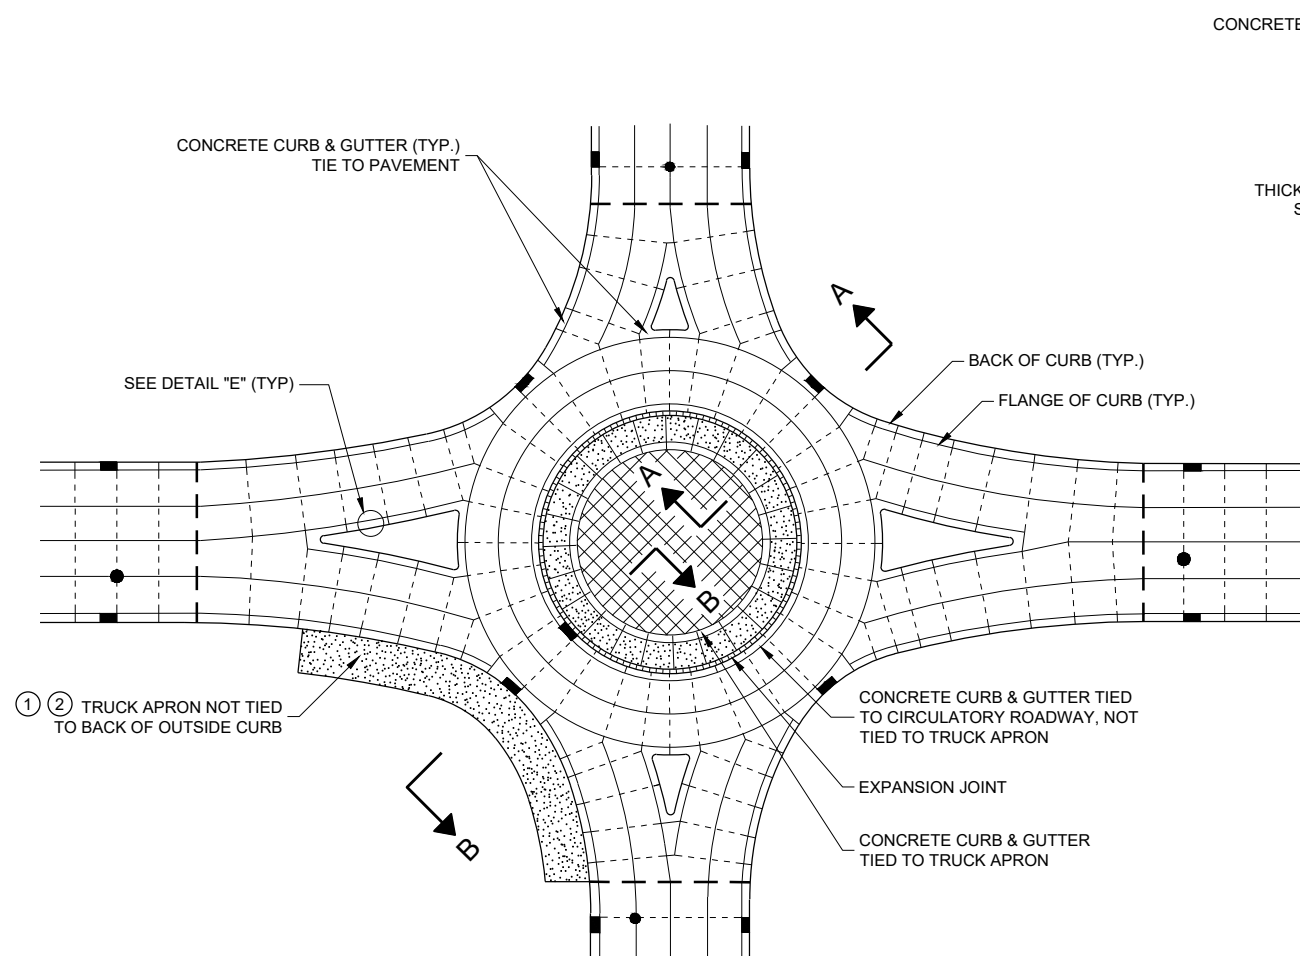 CONCRETE
CONCRETE CURB & GUTTER (TYP.)
TIE TO PAVEMENT
THICK
S
A
BACK OF CURB (TYP.)
SEE DETAIL "E" (TYP)
FLANGE OF CURB (TYP.)
A
B
1 2 TRUCK APRON NOT TIED
TO BACK OF OUTSIDE CURB
CONCRETE CURB & GUTTER TIED
TO CIRCULATORY ROADWAY, NOT
TIED TO TRUCK APRON
EXPANSION JOINT
B
CONCRETE CURB & GUTTER
TIED TO TRUCK APRON